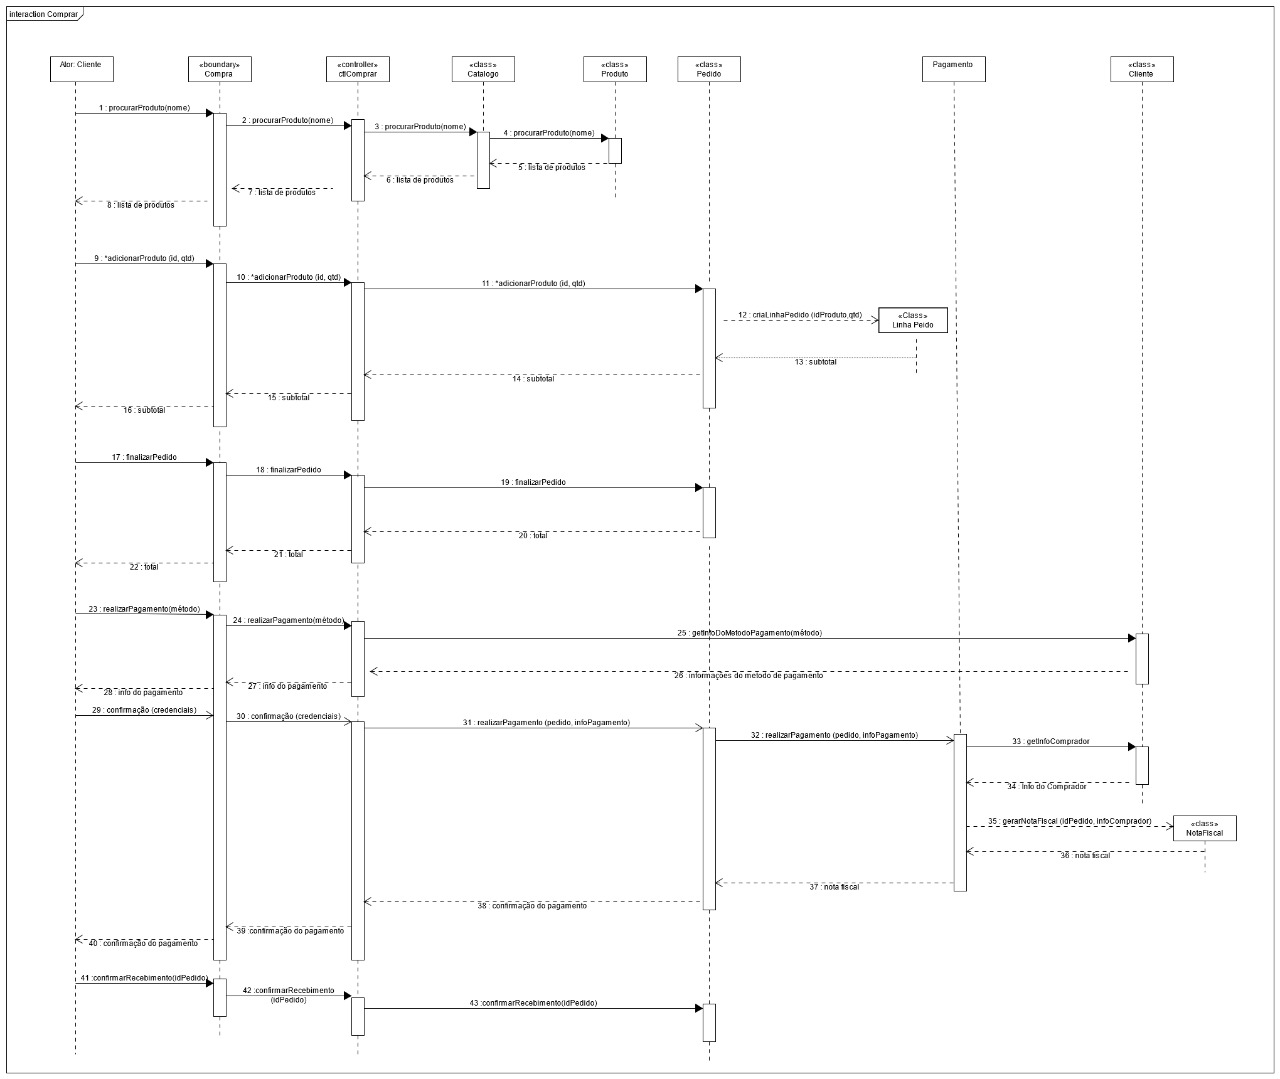 interaction Comprar
Ator: Cliente
«boundary»
Compra
«controller»
ctlComprar
«class»
Catalogo
«class»
Produto
«class»
Pedido
Pagamento
«class»
Cliente
1 : procurarProduto(nome)
2 : procurarProduto(nome)
3 : procurarProduto(nome)
4 : procurarProduto(nome)
5 : lista de produtos
6 : lista de produtos
7 : lista de produtos
8 : lista de produtos
9 : *adicionarProduto (id, qtd)
10 : *adicionarProduto (id, qtd)
11 : *adicionarProduto (id, qtd)
12 : criaLinhaPedido (idProduto,qtd)
«Class»
Linha Peido
13 : subtotal
14 : subtotal
15 : subtotal
16 : subtotal
17 : finalizarPedido
18 : finalizarPedido
19 : finalizarPedido
20 : total
21 : total
22 : total
23 : realizarPagamento(método)
24 : realizarPagamento(método)
25 : getInfoDoMetodoPagamento(método)
26 : informações do metodo de pagamento
27 : info do pagamento
28 : info do pagamento
29 : confirmação (credenciais)
30 : confirmação (credenciais)
31 : realizarPagamento (pedido, infoPagamento)
32 : realizarPagamento (pedido, infoPagamento)
33 : getInfoComprador
34 : Info do Comprador
35 : gerarNotaFiscal (idPedido, infoComprador)
«class»
NotaFiscal
36 : nota fiscal
37 : nota fiscal
38 : confirmação do pagamento
39 :confirmação do pagamento
40 : confirmação do pagamento
41 :confirmarRecebimento(idPedido)
42 :confirmarRecebimento
(idPedido)
43 :confirmarRecebimento(idPedido)